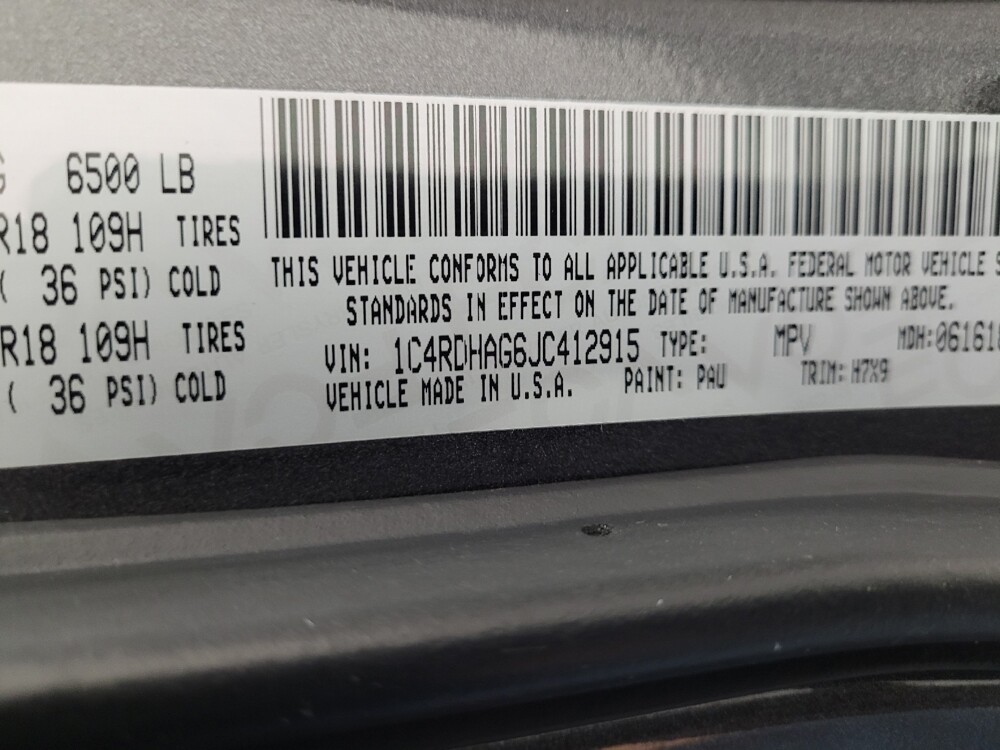 G 6500 LB
R18 109H TIRES
( 36 PSI) COLD
R18 109H TIRES
( 36 PSI) COLD
THIS VEHICLE CONFORMS TO ALL APPLICABLE U.S.A. FEDERAL MOTOR VEHICLE S
STANDARDS IN EFFECT ON THE DATE OF MANUFACTURE SHOWN ABOVE.
VIN: 1C4RDHAG6JC412915 TYPE: MPV MDH:061618
VEHICLE MADE IN U.S.A. PAINT: PAU TRIM: H7X9